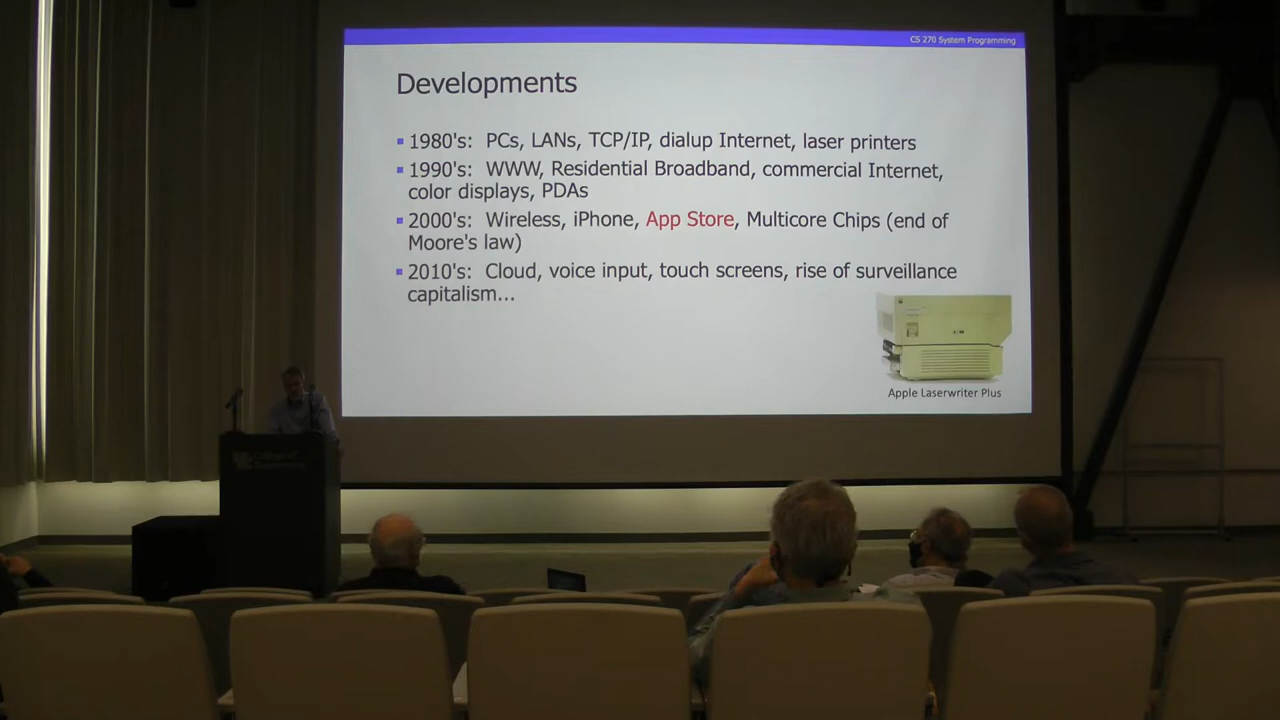 CS 270 System Programming
Developments
▪ 1980's: PCs, LANs, TCP/IP, dialup Internet, laser printers
▪ 1990's: WWW, Residential Broadband, commercial Internet,
color displays, PDAs
▪ 2000's: Wireless, iPhone, App Store, Multicore Chips (end of
Moore's law)
▪ 2010's: Cloud, voice input, touch screens, rise of surveillance
capitalism...
Apple Laserwriter Plus
College of